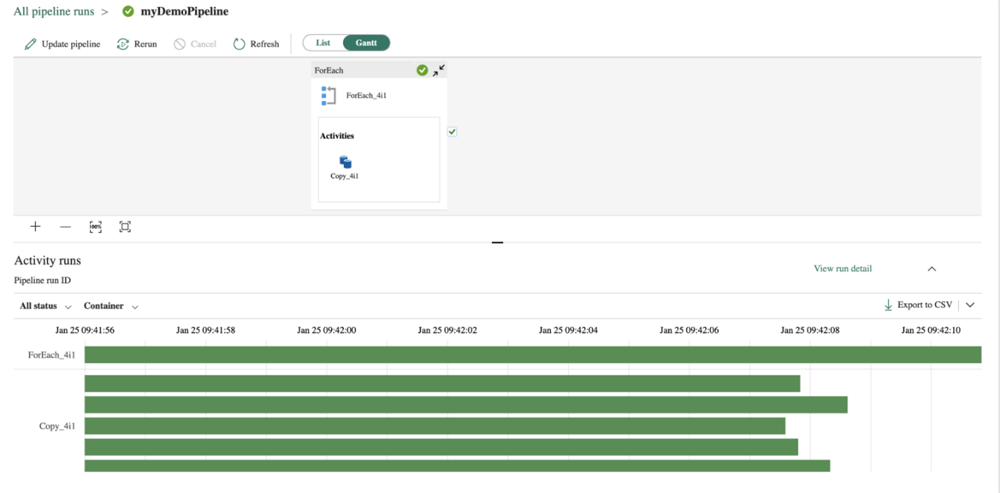 All pipeline runs > myDemoPipeline
Update pipeline Rerun Cancel Refresh List Gantt
ForEach
ForEach_4i1
Activities
Copy_4i1
100%
Activity runs
View run detail
Pipeline run ID
All status Container Export to CSV
Jan 25 09:41:56 Jan 25 09:41:58 Jan 25 09:42:00 Jan 25 09:42:02 Jan 25 09:42:04 Jan 25 09:42:06 Jan 25 09:42:08 Jan 25 09:42:10
ForEach_4i1
Copy_4i1